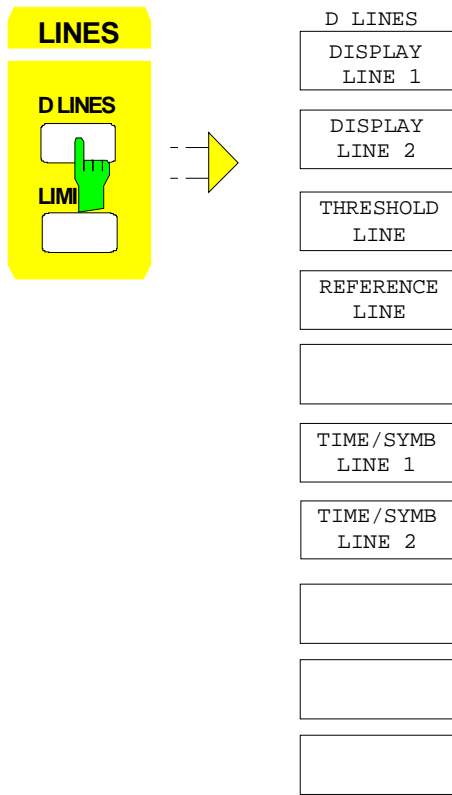 LINES
D LINES
LIMI
D LINES
DISPLAY
LINE 1
DISPLAY
LINE 2
THRESHOLD
LINE
REFERENCE
LINE
TIME/SYMB
LINE 1
TIME/SYMB
LINE 2